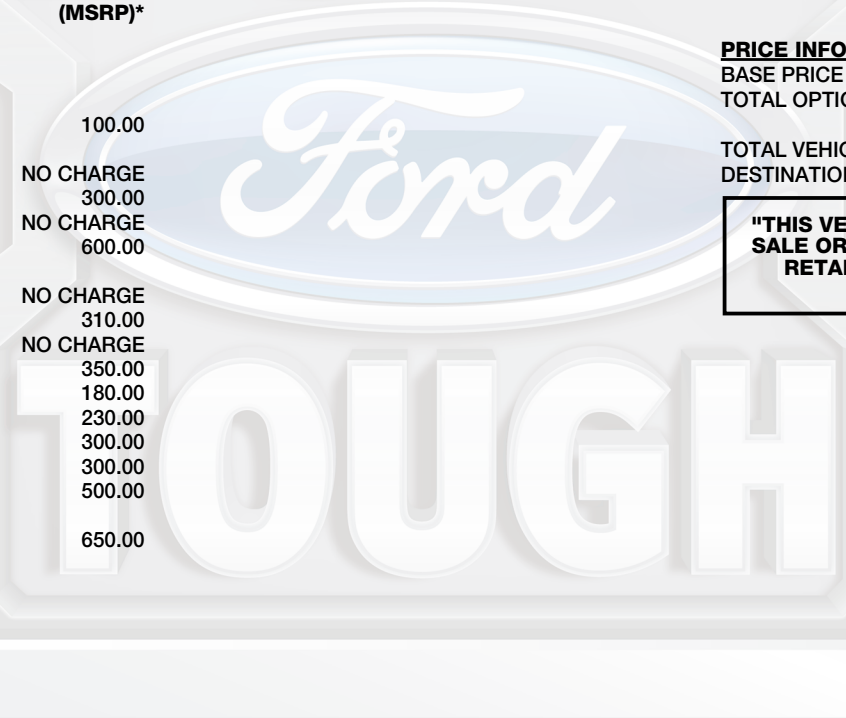 (MSRP)*
100.00
NO CHARGE
300.00
NO CHARGE
600.00
NO CHARGE
310.00
NO CHARGE
350.00
180.00
230.00
300.00
300.00
500.00
650.00
PRICE INFO
BASE PRICE
TOTAL OPTIO
TOTAL VEHIC
DESTINATION
"THIS VE
SALE OR
RETAI
Ford
TOUGH